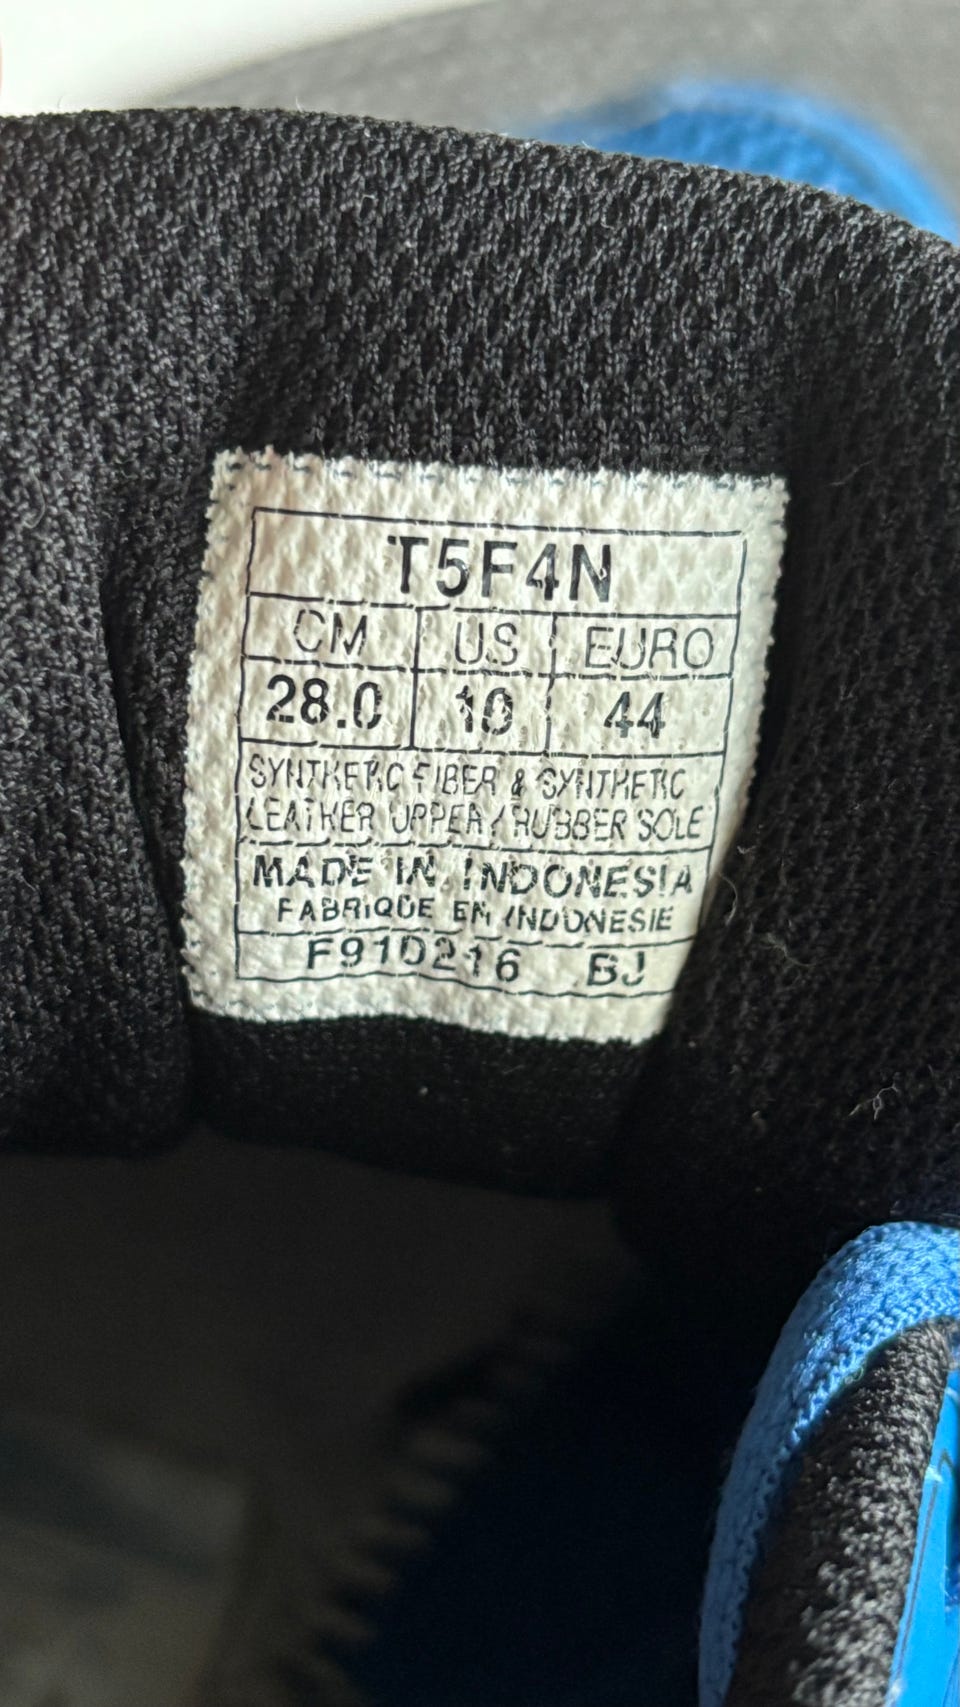 T5F4N
CM US EURO
28.0 10 44
SYNTHETIC FIBER & SYNTHETIC
LEATHER UPPER / RUBBER SOLE
MADE IN INDONESIA
FABRIQUE EN INDONESIE
F910216 BJ